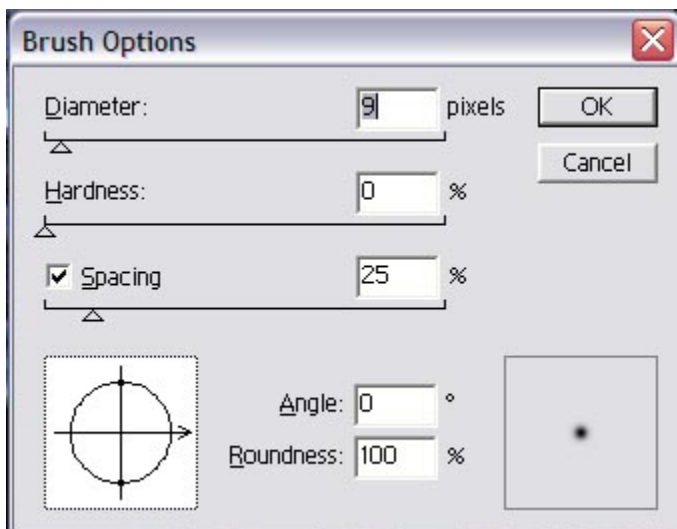 Brush Options
Diameter: 9 pixels OK
Cancel
Hardness: 0 %
Spacing 25 %
Angle: 0 °
Roundness: 100 %